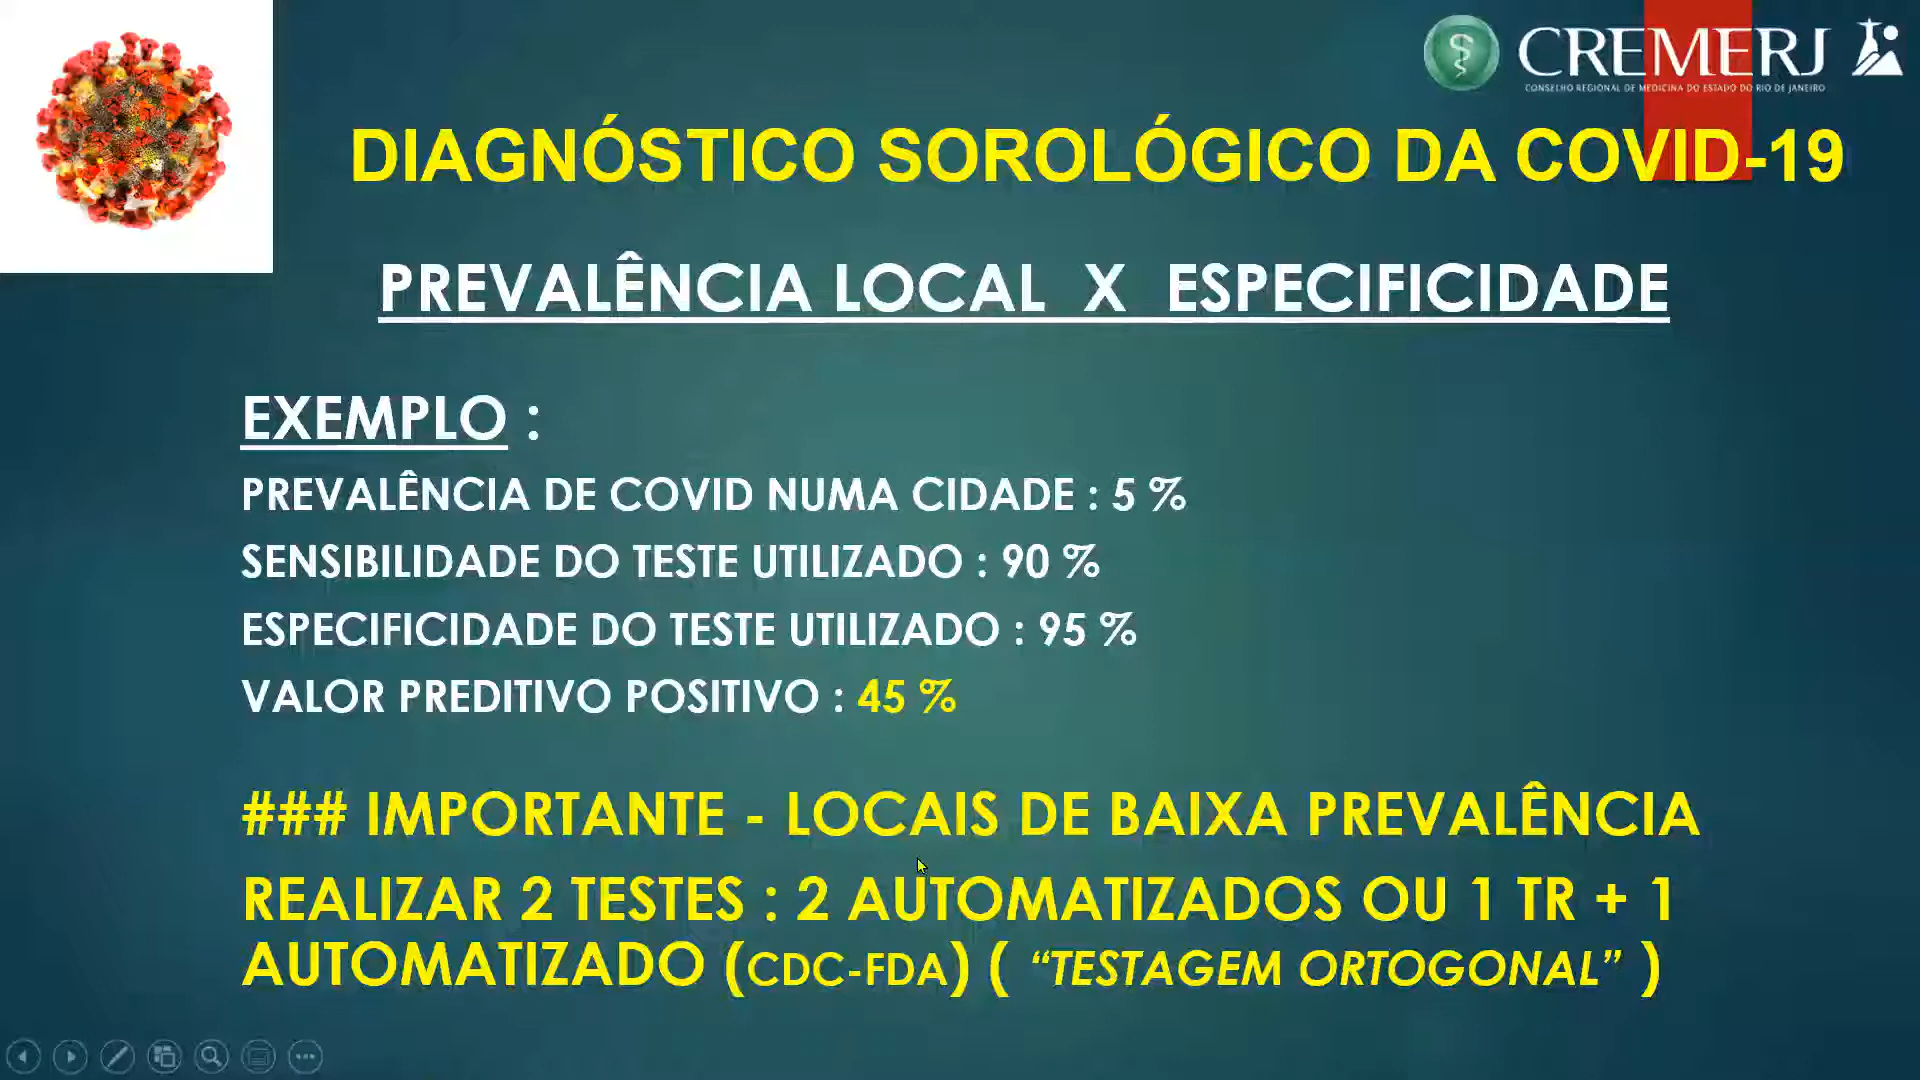 CREMERJ
CONSELHO REGIONAL DE MEDICINA DO ESTADO DO RIO DE JANEIRO
DIAGNÓSTICO SOROLÓGICO DA COVID-19
PREVALÊNCIA LOCAL X ESPECIFICIDADE
EXEMPLO :
PREVALÊNCIA DE COVID NUMA CIDADE : 5 %
SENSIBILIDADE DO TESTE UTILIZADO : 90 %
ESPECIFICIDADE DO TESTE UTILIZADO : 95 %
VALOR PREDITIVO POSITIVO : 45 %
### IMPORTANTE - LOCAIS DE BAIXA PREVALÊNCIA
REALIZAR 2 TESTES : 2 AUTOMATIZADOS OU 1 TR + 1
AUTOMATIZADO (CDC-FDA) ( “TESTAGEM ORTOGONAL” )